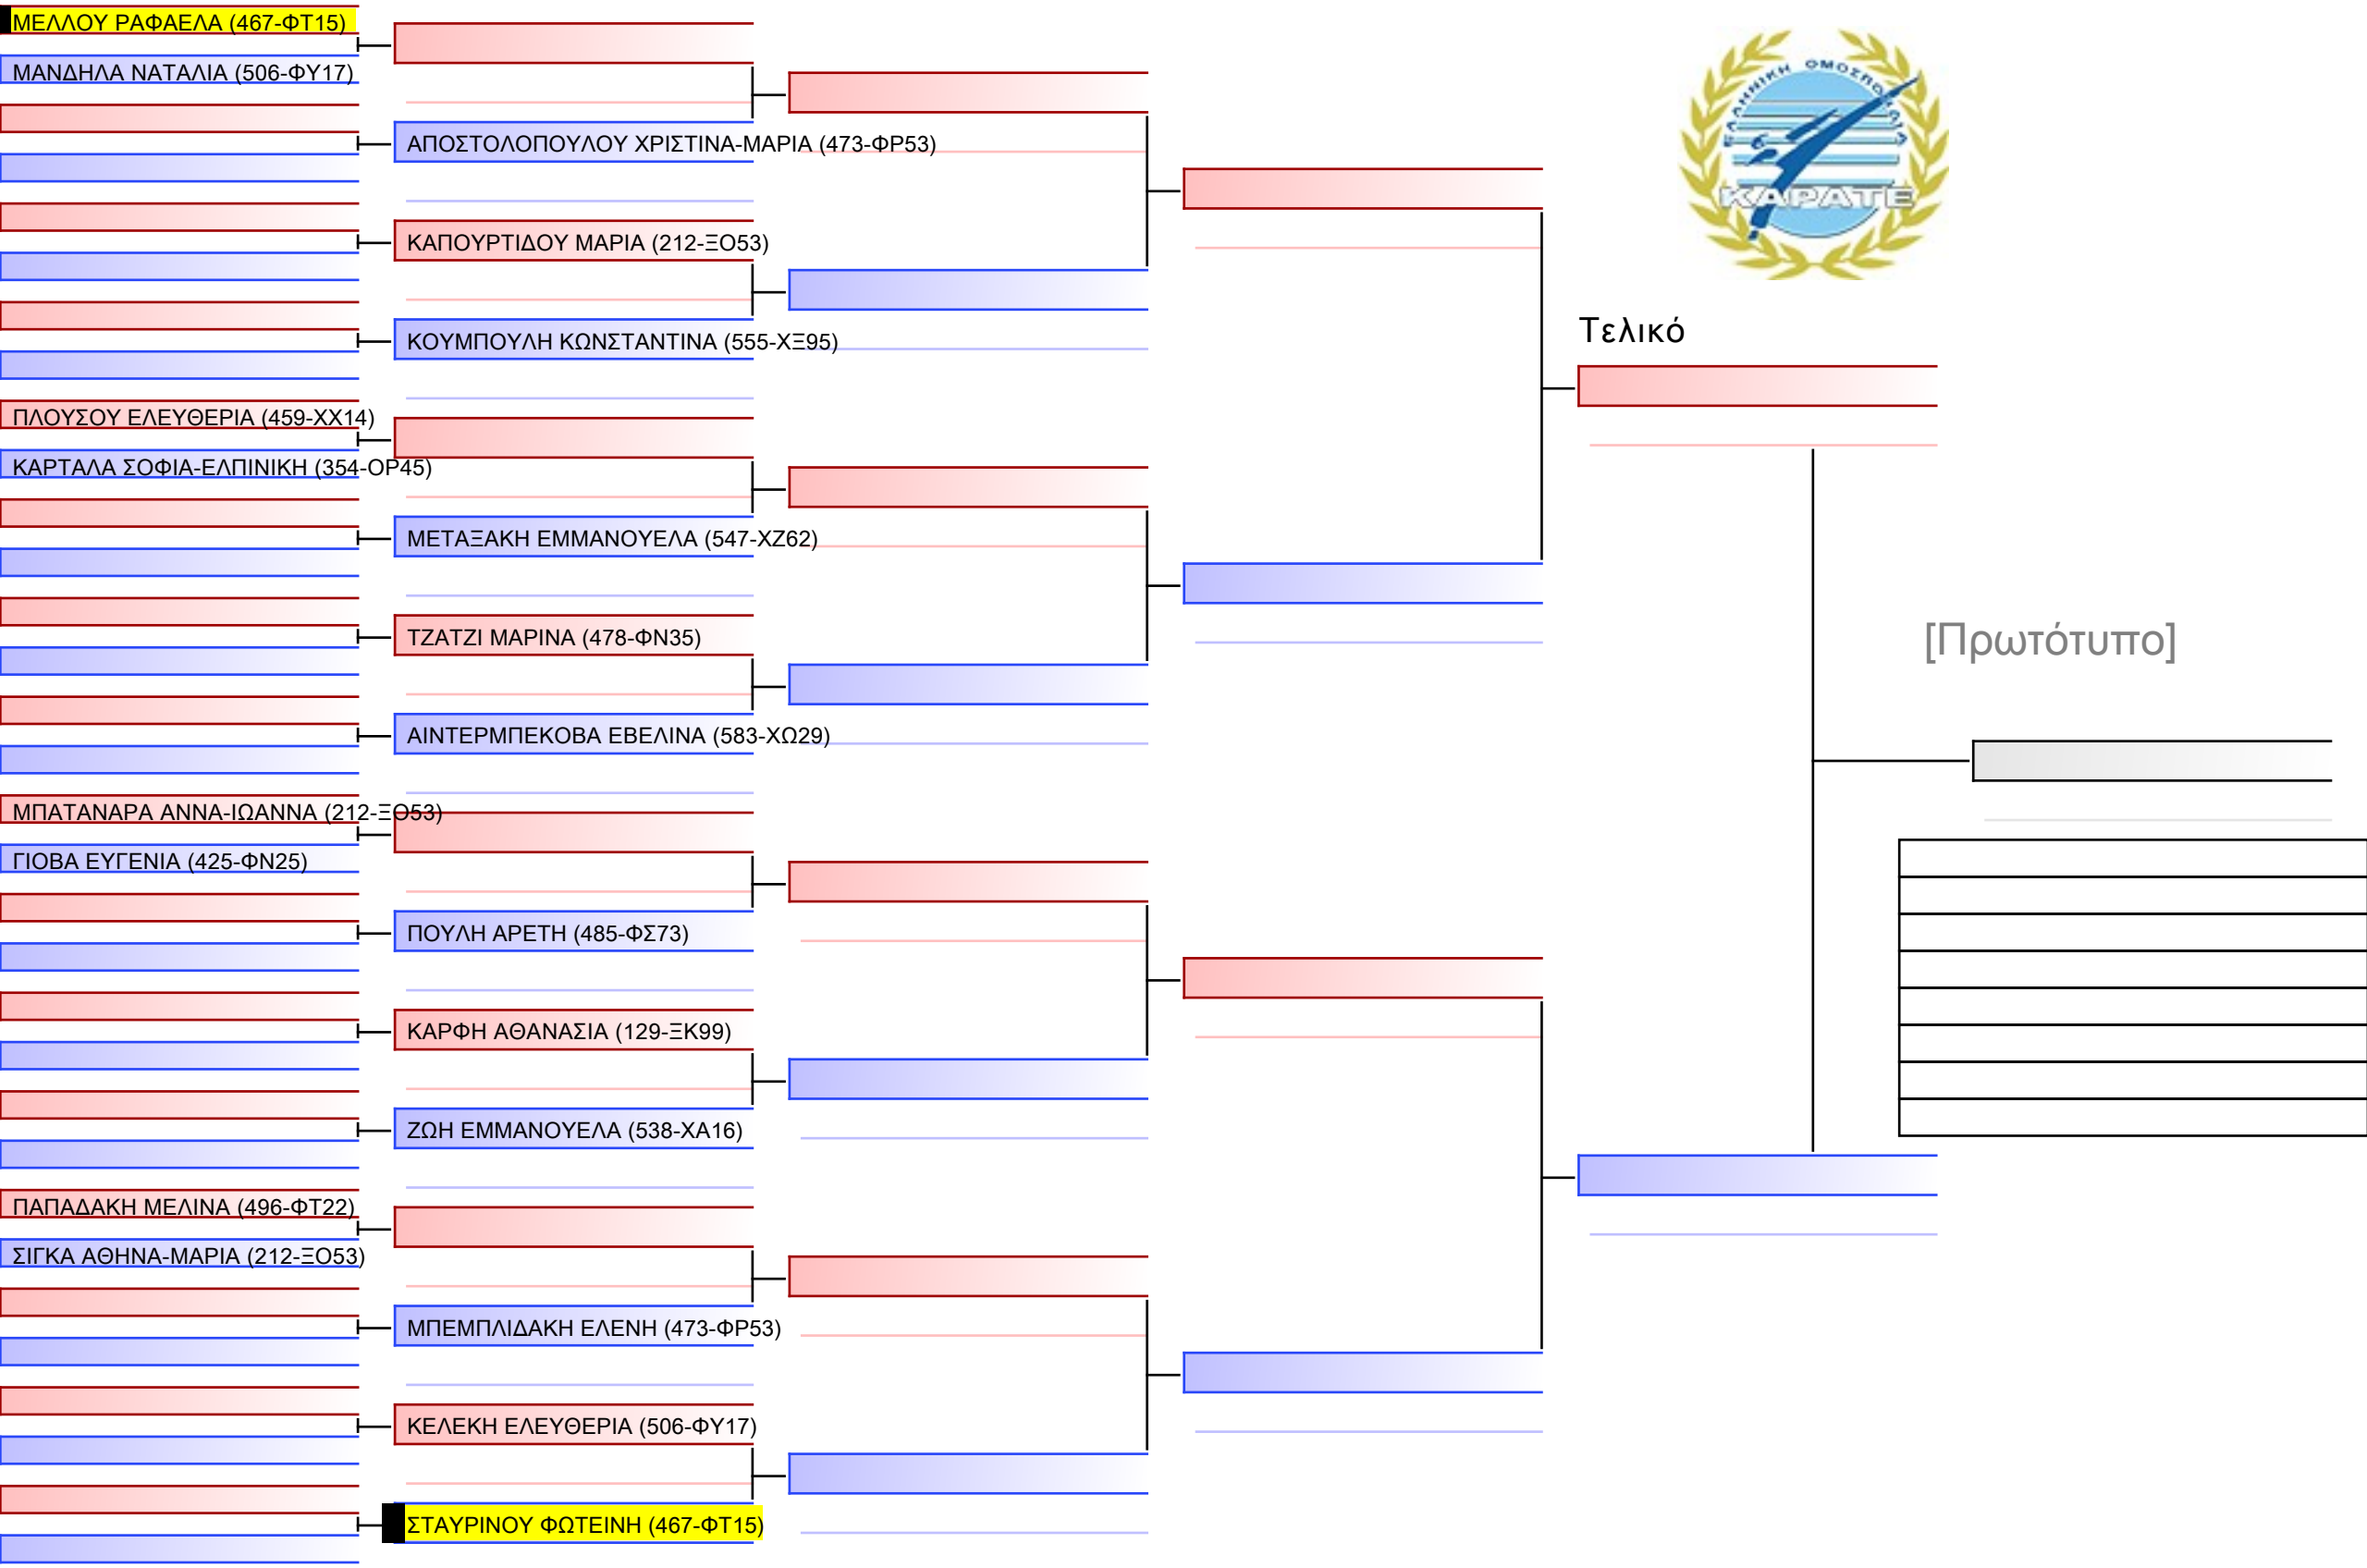 ΜΕΛΛΟΥ ΡΑΦΑΕΛΑ (467-ΦΤ15)
ΜΑΝΔΗΛΑ ΝΑΤΑΛΙΑ (506-ΦΥ17)
ΑΠΟΣΤΟΛΟΠΟΥΛΟΥ ΧΡΙΣΤΙΝΑ-ΜΑΡΙΑ (473-ΦΡ53)
ΚΑΠΟΥΡΤΙΔΟΥ ΜΑΡΙΑ (212-ΞΟ53)
ΚΟΥΜΠΟΥΛΗ ΚΩΝΣΤΑΝΤΙΝΑ (555-ΧΞ95)
ΠΛΟΥΣΟΥ ΕΛΕΥΘΕΡΙΑ (459-ΧΧ14)
ΚΑΡΤΑΛΑ ΣΟΦΙΑ-ΕΛΠΙΝΙΚΗ (354-ΟΡ45)
ΜΕΤΑΞΑΚΗ ΕΜΜΑΝΟΥΕΛΑ (547-ΧΖ62)
ΤΖΑΤΖΙ ΜΑΡΙΝΑ (478-ΦΝ35)
ΑΙΝΤΕΡΜΠΕΚΟΒΑ ΕΒΕΛΙΝΑ (583-ΧΩ29)
ΜΠΑΤΑΝΑΡΑ ΑΝΝΑ-ΙΩΑΝΝΑ (212-ΞΟ53)
ΓΙΟΒΑ ΕΥΓΕΝΙΑ (425-ΦΝ25)
ΠΟΥΛΗ ΑΡΕΤΗ (485-ΦΣ73)
ΚΑΡΦΗ ΑΘΑΝΑΣΙΑ (129-ΞΚ99)
ΖΩΗ ΕΜΜΑΝΟΥΕΛΑ (538-ΧΑ16)
ΠΑΠΑΔΑΚΗ ΜΕΛΙΝΑ (496-ΦΤ22)
ΣΙΓΚΑ ΑΘΗΝΑ-ΜΑΡΙΑ (212-ΞΟ53)
ΜΠΕΜΠΛΙΔΑΚΗ ΕΛΕΝΗ (473-ΦΡ53)
ΚΕΛΕΚΗ ΕΛΕΥΘΕΡΙΑ (506-ΦΥ17)
ΣΤΑΥΡΙΝΟΥ ΦΩΤΕΙΝΗ (467-ΦΤ15)
ΕΛΛΗΝΙΚΗ ΟΜΟΣΠΟΝΔΙΑ
ΚΑΡΑΤΕ
Τελικό
[Πρωτότυπο]